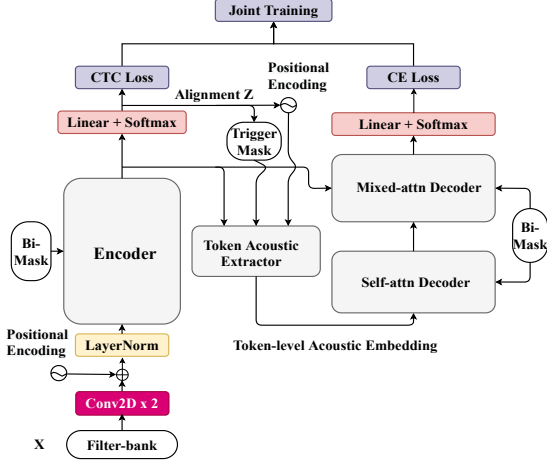 Joint Training
CTC Loss
CE Loss
Positional
Encoding
Alignment Z
Linear + Softmax
Linear + Softmax
Trigger
Mask
Mixed-attn Decoder
Bi-
Mask
Encoder
Token Acoustic
Extractor
Bi-
Mask
Self-attn Decoder
Positional
Encoding
LayerNorm
Token-level Acoustic Embedding
Conv2D x 2
X
Filter-bank